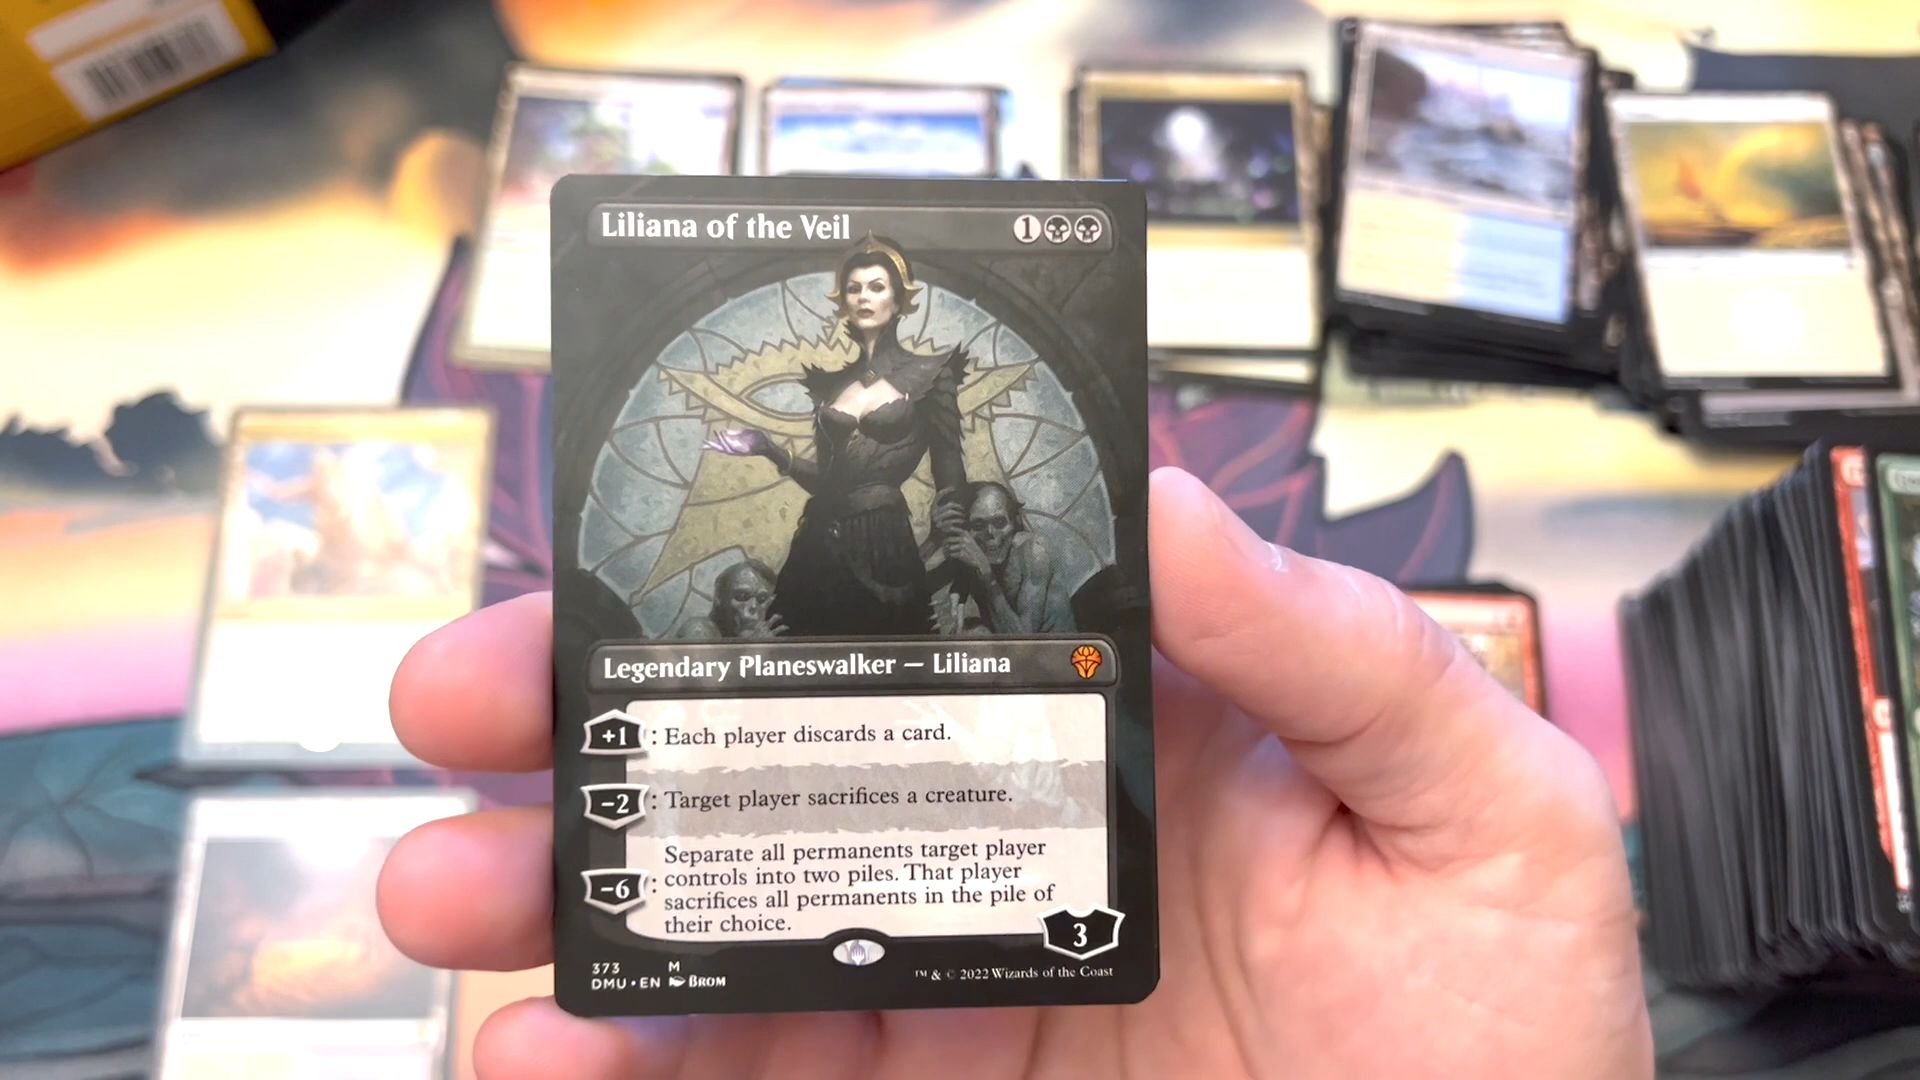 Liliana of the Veil
1
Legendary Planeswalker — Liliana
+1 : Each player discards a card.
−2 : Target player sacrifices a creature.
Separate all permanents target player
−6 : controls into two piles. That player
sacrifices all permanents in the pile of
their choice.
3
373 M
DMU • EN BROM
™ & © 2022 Wizards of the Coast